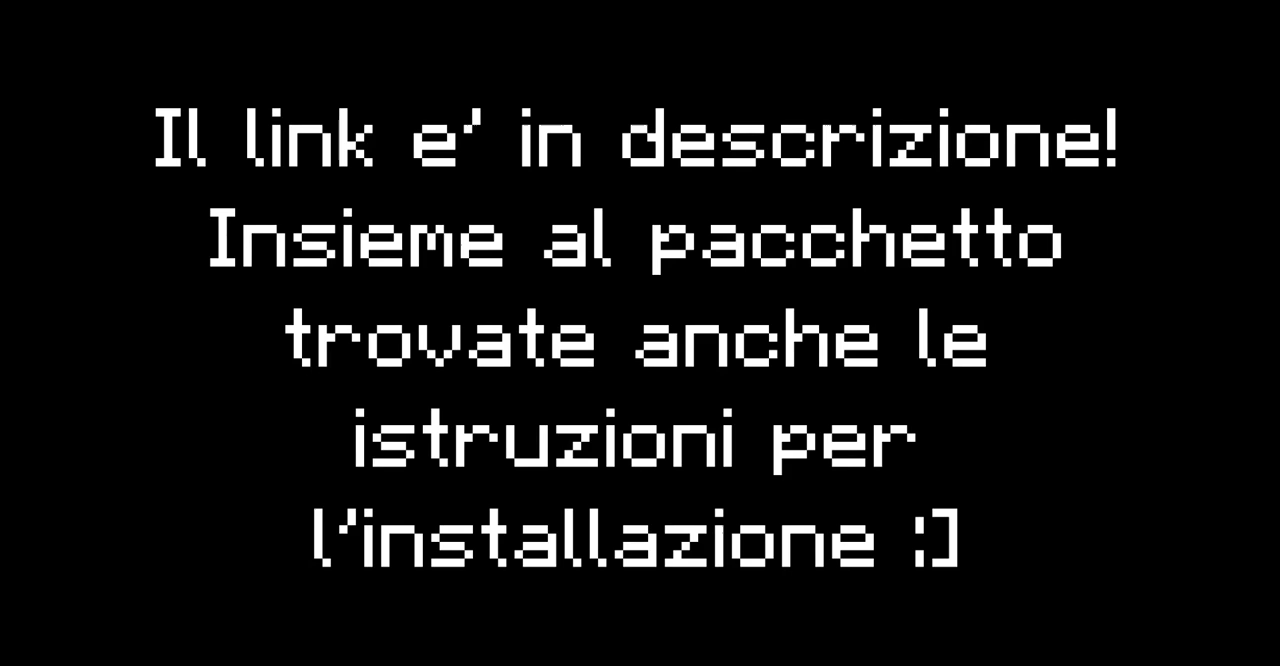 Il link e' in descrizione!
Insieme al pacchetto
trovate anche le
istruzioni per
l'installazione :]